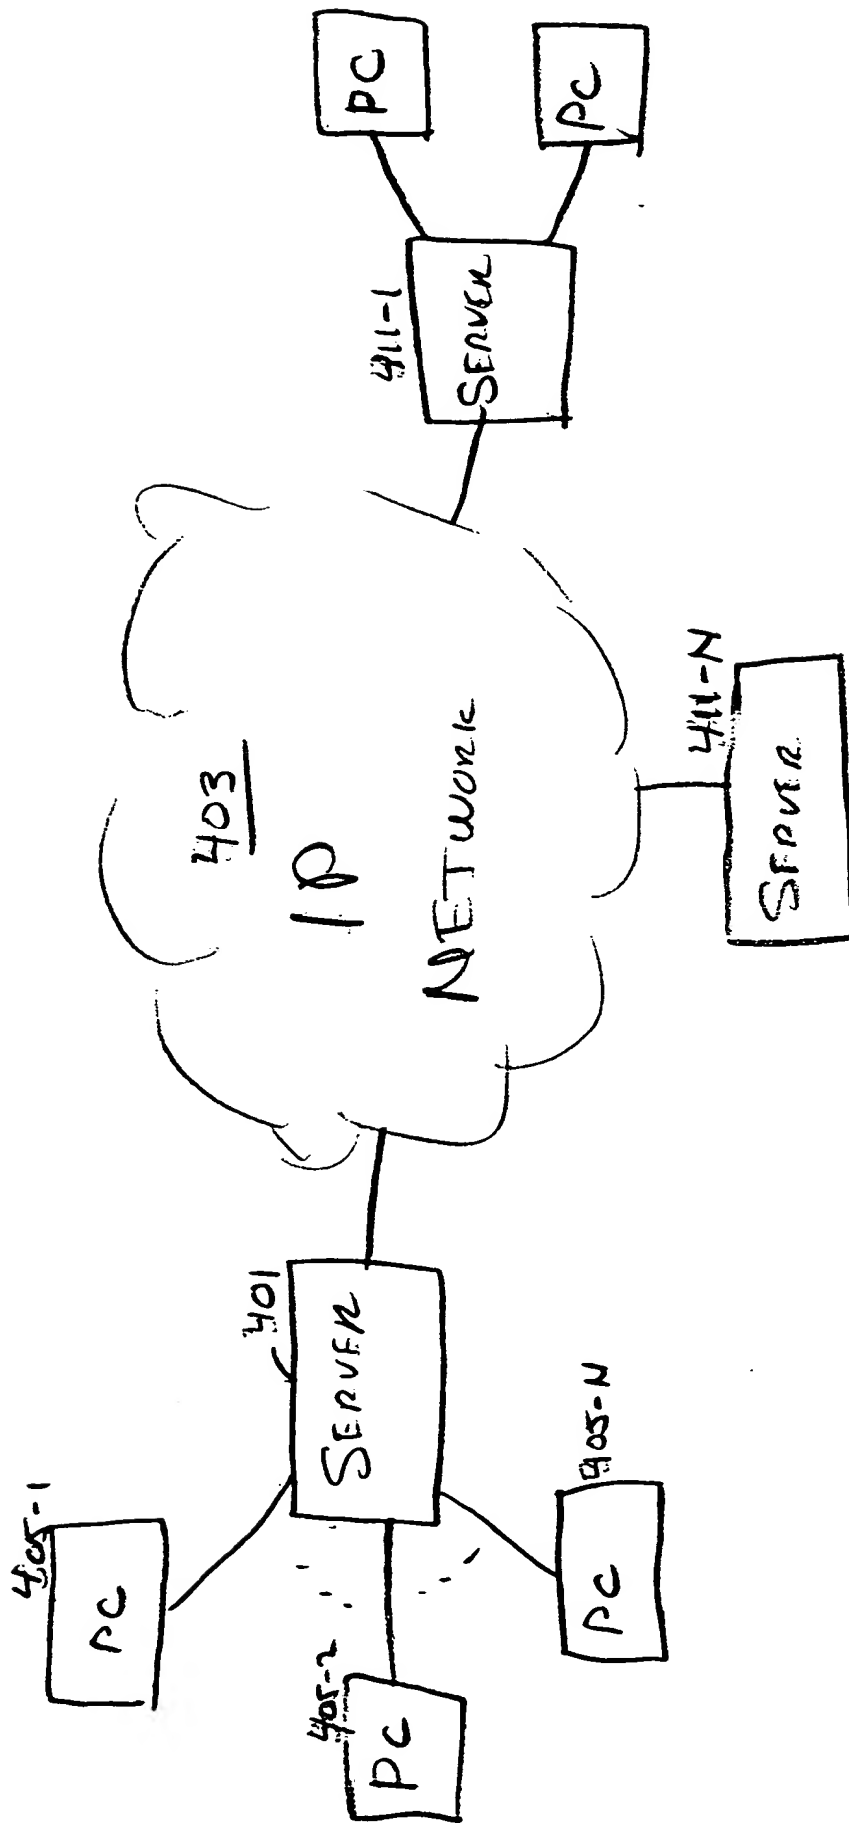 405-1
PC
405-2
PC
405-N
PC
401
SERVER
403
IP
NETWORK
411-1
SERVER
PC
PC
411-N
SERVER